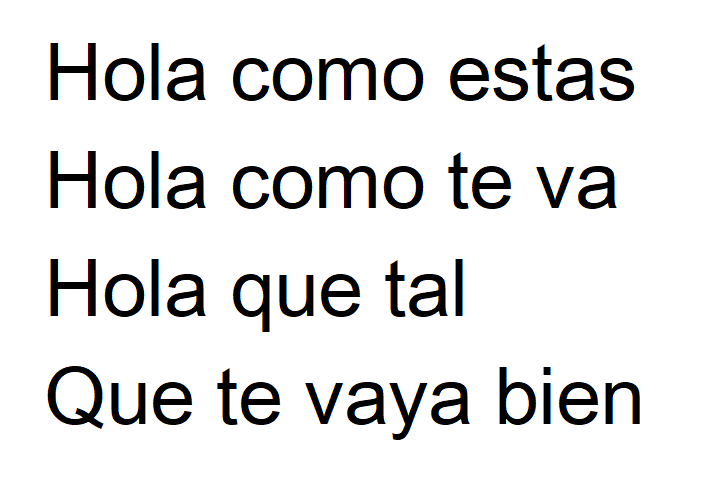 Hola como estas
Hola como te va
Hola que tal
Que te vaya bien